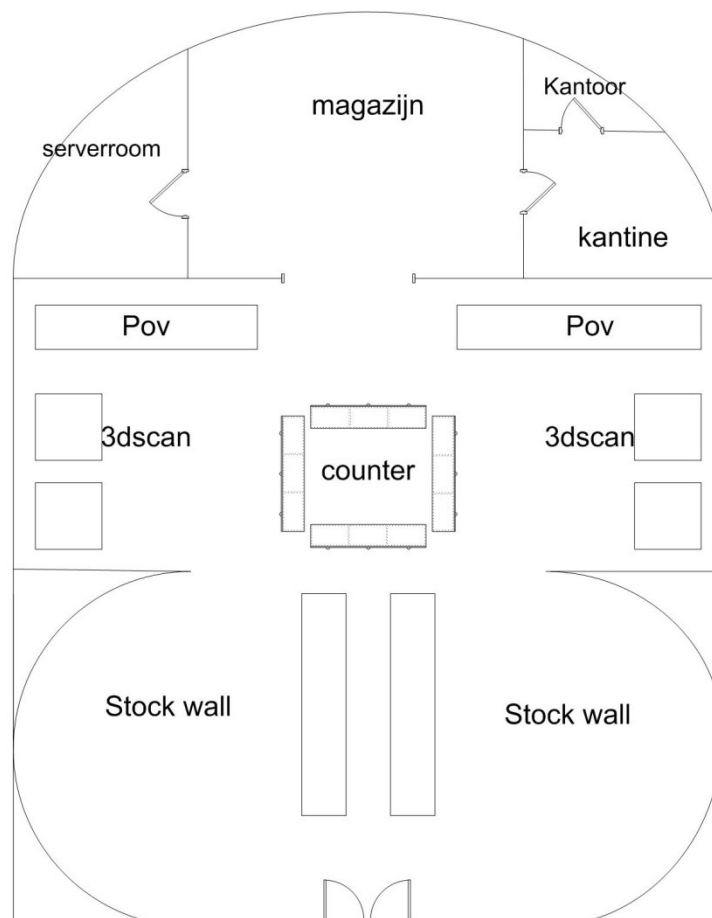 Kantoor
magazijn
serverroom
kantine
Pov
Pov
3dscan
3dscan
counter
Stock wall
Stock wall